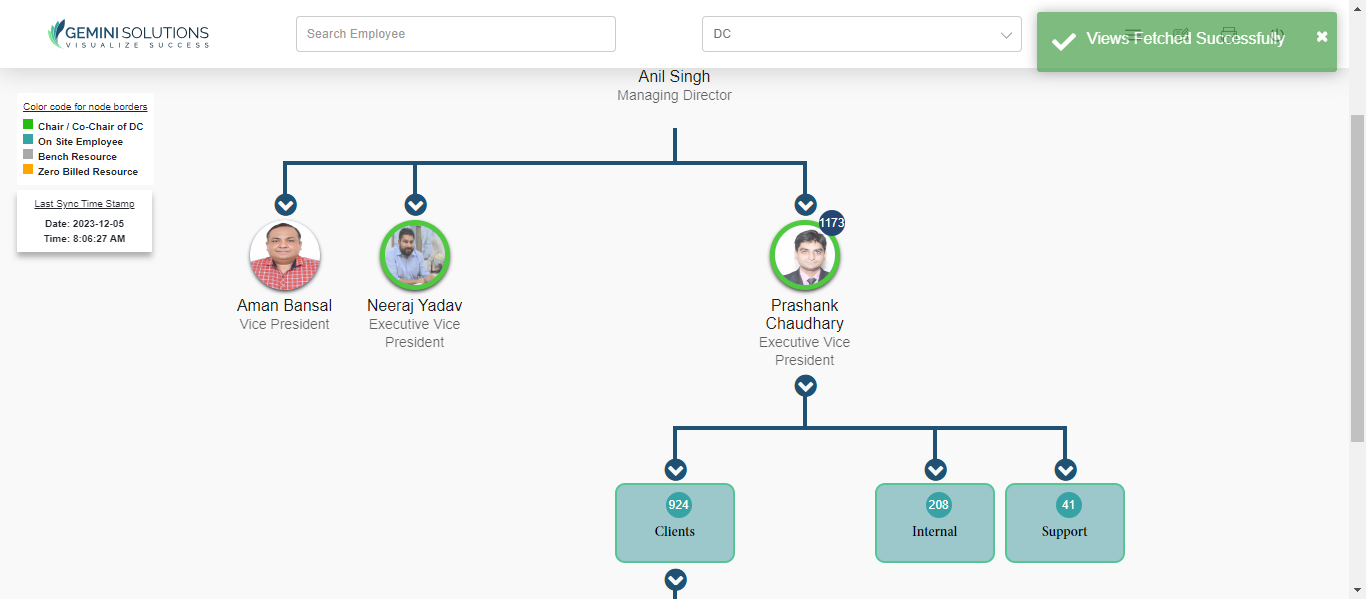 GEMINI SOLUTIONS
VISUALIZE SUCCESS
Search Employee
DC
Views Fetched Successfully
Anil Singh
Managing Director
Color code for node borders
Chair / Co-Chair of DC
On Site Employee
Bench Resource
Zero Billed Resource
Last Sync Time Stamp
Date: 2023-12-05
Time: 8:06:27 AM
Aman Bansal
Vice President
Neeraj Yadav
Executive Vice
President
1173
Prashank
Chaudhary
Executive Vice
President
924
Clients
208
Internal
41
Support